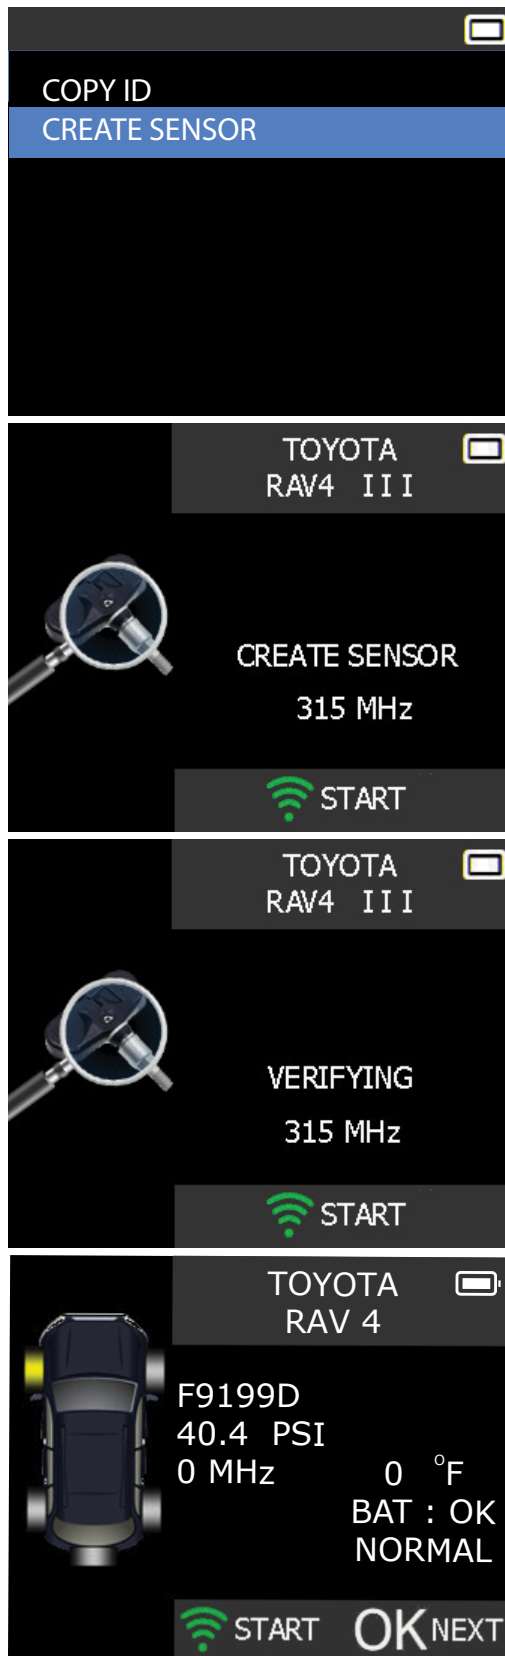 COPY ID
CREATE SENSOR
TOYOTA
RAV4 III
CREATE SENSOR
315 MHz
START
TOYOTA
RAV4 III
VERIFYING
315 MHz
START
TOYOTA
RAV 4
F9199D
40.4 PSI
0 MHz 0 °F
BAT : OK
NORMAL
START OK NEXT